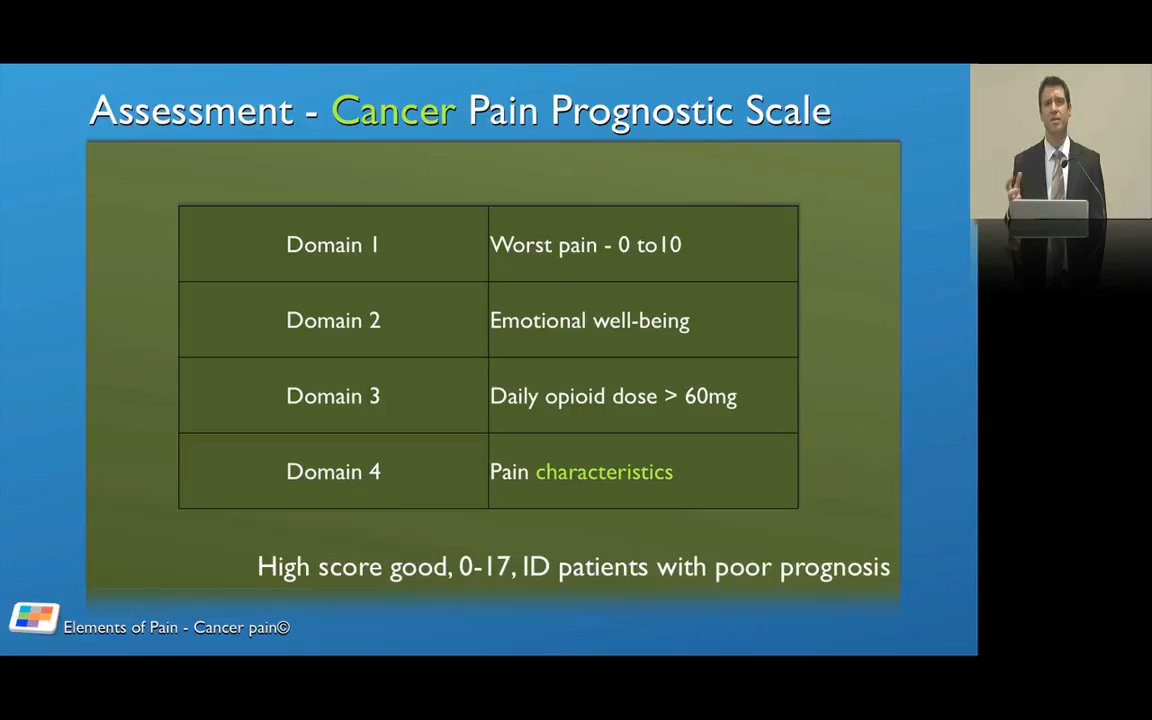 Assessment - Cancer Pain Prognostic Scale
Domain 1 Worst pain - 0 to10
Domain 2 Emotional well-being
Domain 3 Daily opioid dose > 60mg
Domain 4 Pain characteristics
High score good, 0-17, ID patients with poor prognosis
Elements of Pain - Cancer pain©